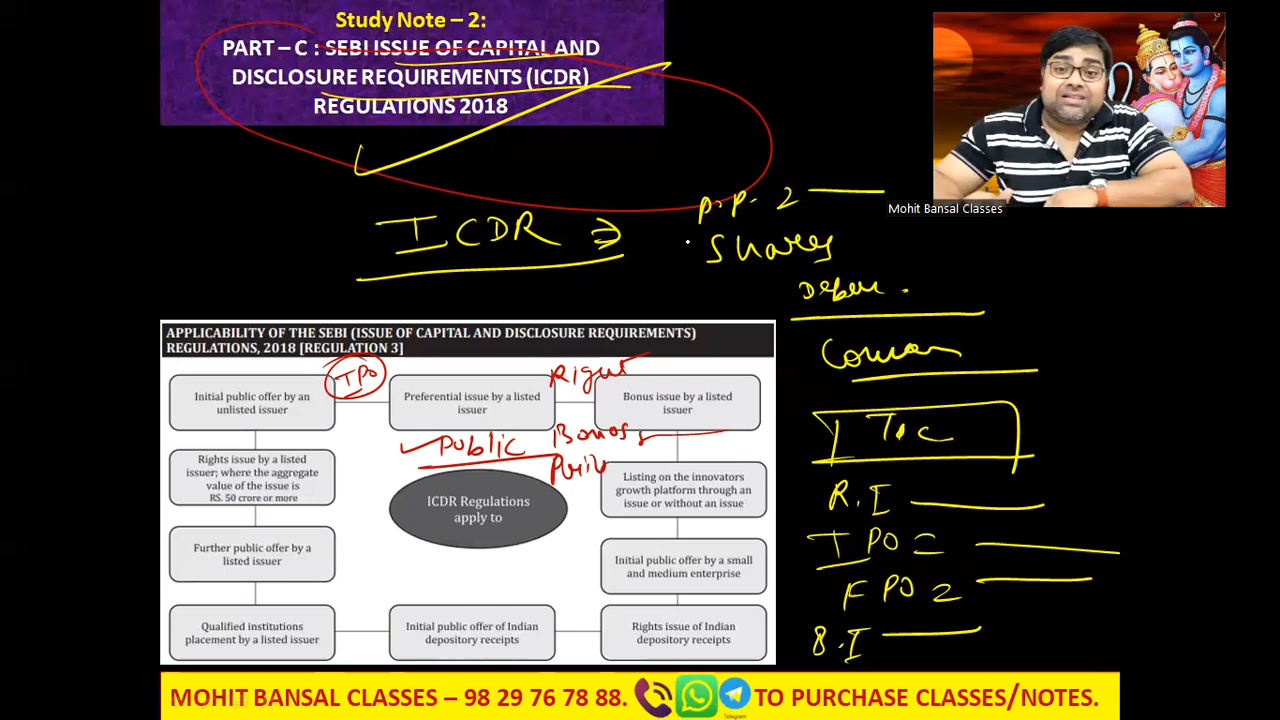 Study Note – 2:
PART – C : SEBI ISSUE OF CAPITAL AND
DISCLOSURE REQUIREMENTS (ICDR)
REGULATIONS 2018
Mohit Bansal Classes
P.P. 2
ICDR
Shares
APPLICABILITY OF THE SEBI (ISSUE OF CAPITAL AND DISCLOSURE REQUIREMENTS)
REGULATIONS, 2018 [REGULATION 3]
Initial public offer by an
unlisted issuer
IPO
Preferential issue by a listed
issuer
Right
Bonus issue by a listed
issuer
Public
Bonus
Rights issue by a listed
issuer; where the aggregate
value of the issue is
RS. 50 crore or more
ICDR Regulations
apply to
Listing on the innovators
growth platform through an
issue or without an issue
Further public offer by a
listed issuer
Initial public offer by a small
and medium enterprise
Qualified institutions
placement by a listed issuer
Initial public offer of Indian
depository receipts
Rights issue of Indian
depository receipts
R.I
IPO =
FPO =
B.I
MOHIT BANSAL CLASSES – 98 29 76 78 88.
Telegram
TO PURCHASE CLASSES/NOTES.